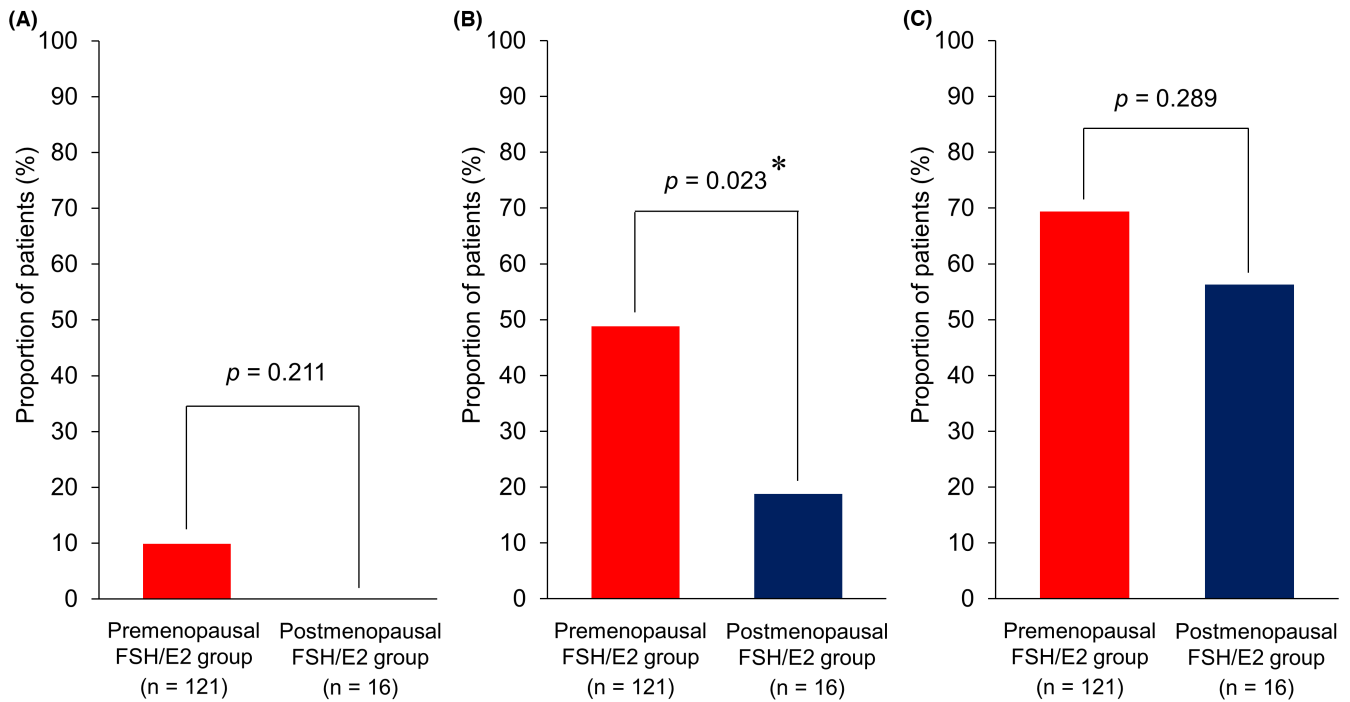 (A)
100
90
80
70
60
50
40
30
20
10
0
Proportion of patients (%)
p = 0.211
Premenopausal
FSH/E2 group
(n = 121)
Postmenopausal
FSH/E2 group
(n = 16)
(B)
100
90
80
70
60
50
40
30
20
10
0
Proportion of patients (%)
p = 0.023*
Premenopausal
FSH/E2 group
(n = 121)
Postmenopausal
FSH/E2 group
(n = 16)
(C)
100
90
80
70
60
50
40
30
20
10
0
Proportion of patients (%)
p = 0.289
Premenopausal
FSH/E2 group
(n = 121)
Postmenopausal
FSH/E2 group
(n = 16)